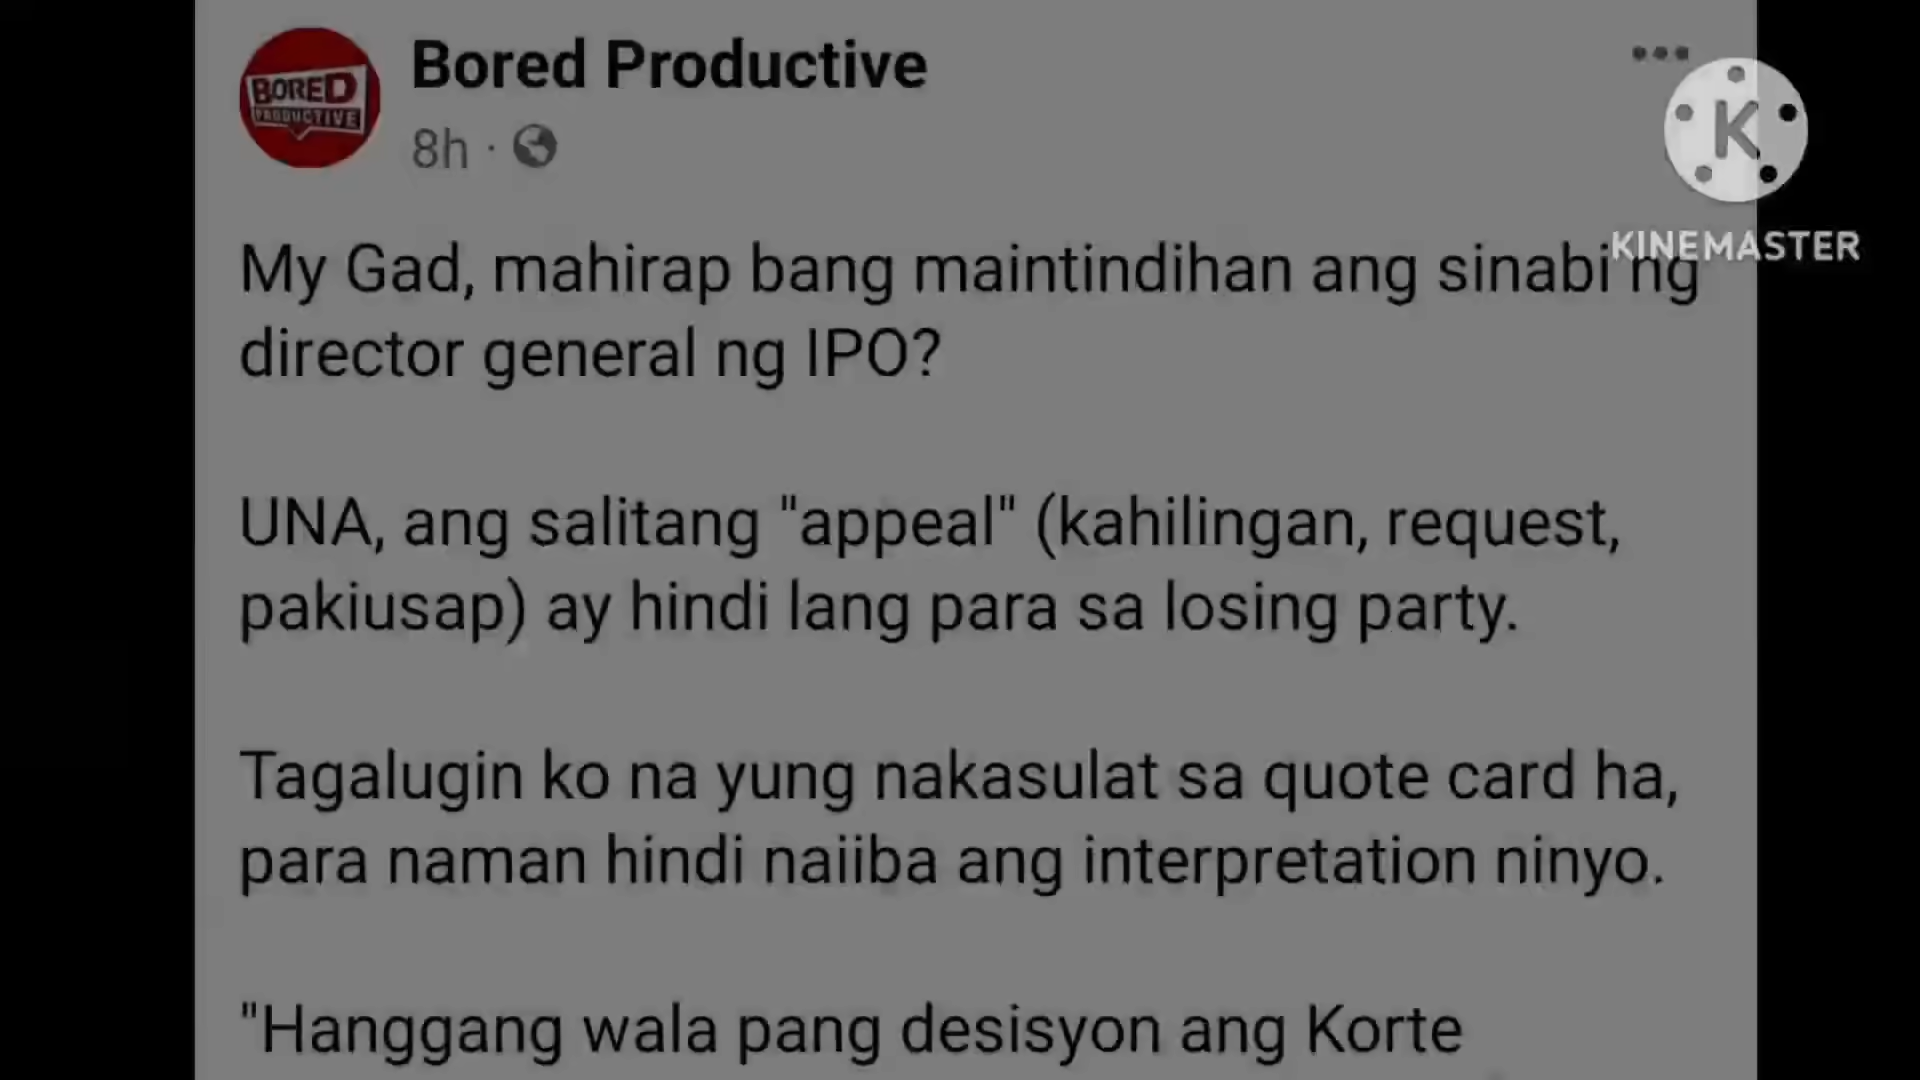 BORED
PRODUCTIVE
Bored Productive
8h ·
K
KINEMASTER
My Gad, mahirap bang maintindihan ang sinabi ng
director general ng IPO?
UNA, ang salitang "appeal" (kahilingan, request,
pakiusap) ay hindi lang para sa losing party.
Tagalugin ko na yung nakasulat sa quote card ha,
para naman hindi naiiba ang interpretation ninyo.
"Hanggang wala pang desisyon ang Korte